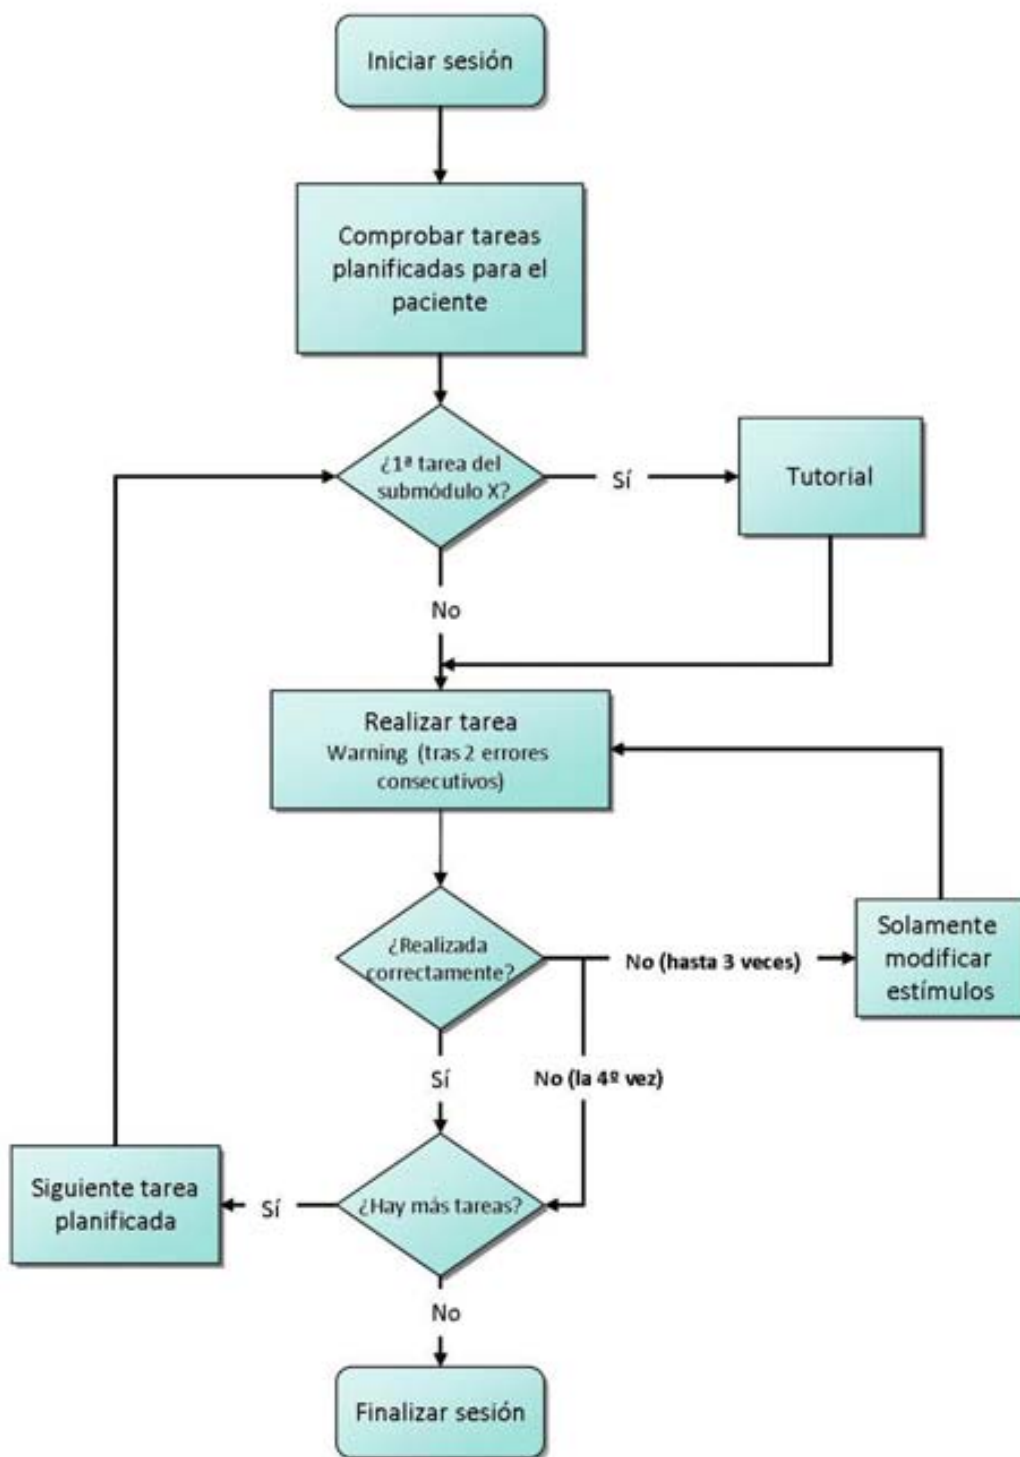 Iniciar sesión
Comprobar tareas
planificadas para el
paciente
¿1ª tarea del
submódulo X?
Sí
Tutorial
No
Realizar tarea
Warning (tras 2 errores
consecutivos)
¿Realizada
correctamente?
No (hasta 3 veces)
Solamente
modificar
estímulos
Sí
No (la 4º vez)
Siguiente tarea
planificada
Sí
¿Hay más tareas?
No
Finalizar sesión